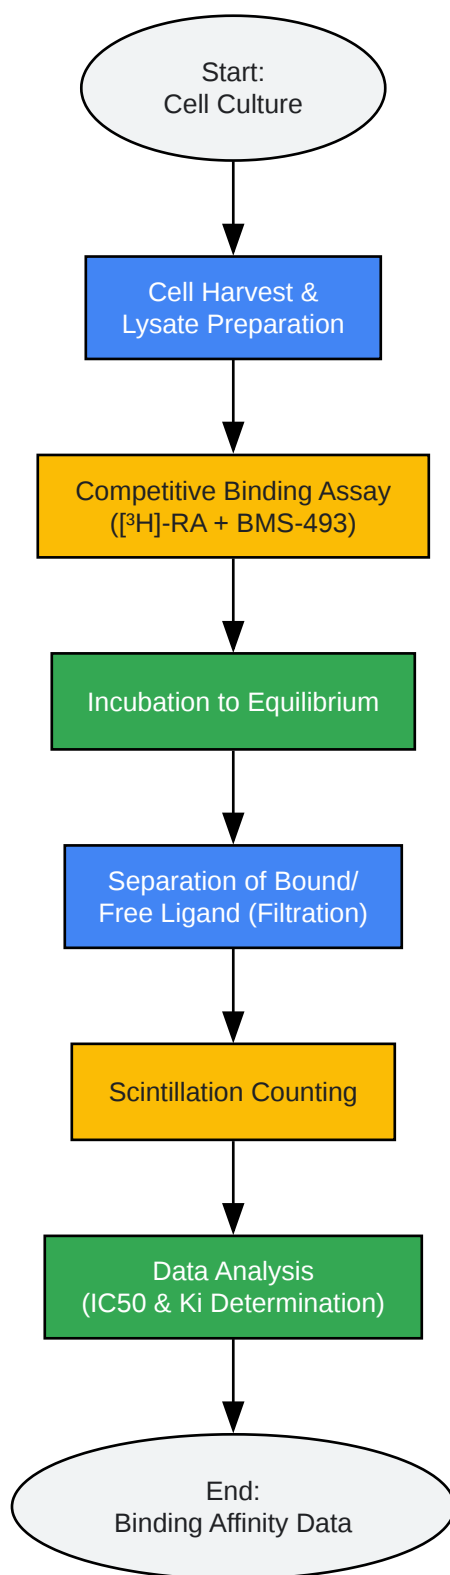 Start:
Cell Culture
Cell Harvest &
Lysate Preparation
Competitive Binding Assay
([³H]-RA + BMS-493)
Incubation to Equilibrium
Separation of Bound/
Free Ligand (Filtration)
Scintillation Counting
Data Analysis
(IC50 & Ki Determination)
End:
Binding Affinity Data